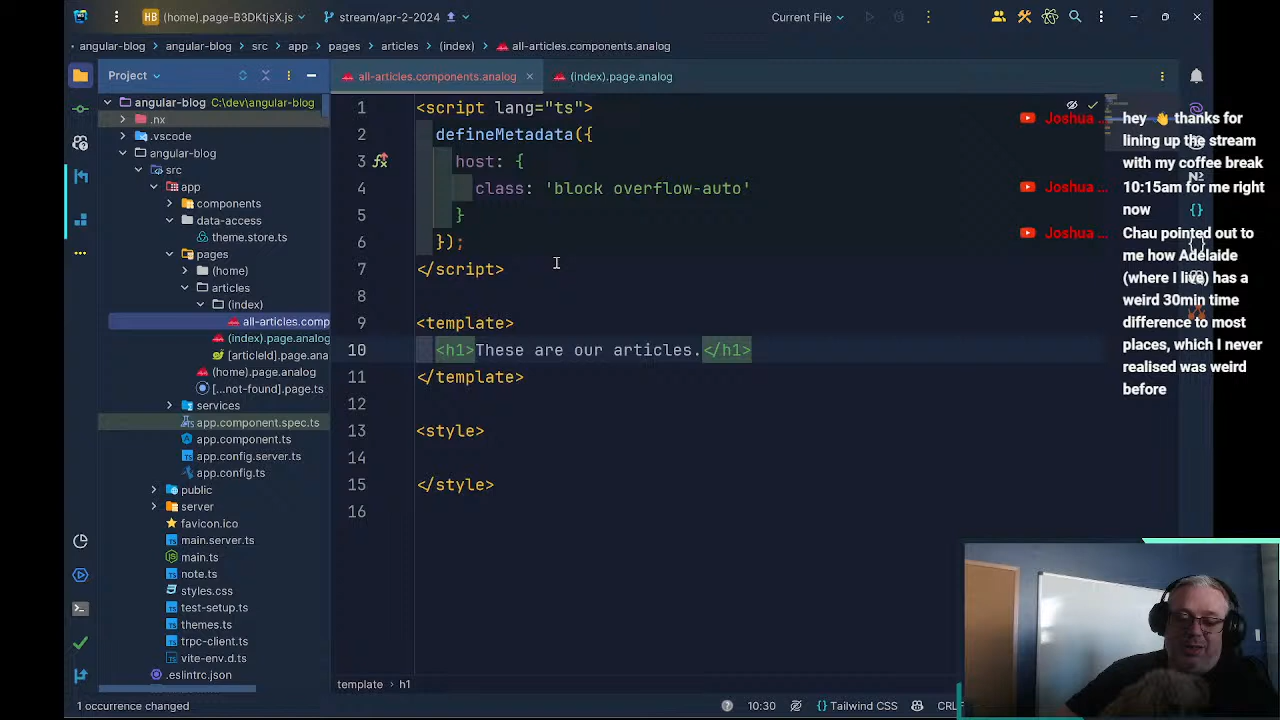 HB
(home).page-B3DKtjsX.js
stream/apr-2-2024
Current File
angular-blog
angular-blog
src
app
pages
articles
(index)
all-articles.components.analog
Project
all-articles.components.analog
(index).page.analog
angular-blog C:\dev\angular-blog
.nx
.vscode
angular-blog
src
app
components
data-access
theme.store.ts
pages
(home)
articles
(index)
all-articles.comp
(index).page.analog
[articleId].page.ana
(home).page.analog
[...not-found].page.ts
services
app.component.spec.ts
app.component.ts
app.config.server.ts
app.config.ts
public
server
favicon.ico
main.server.ts
main.ts
note.ts
styles.css
test-setup.ts
themes.ts
trpc-client.ts
vite-env.d.ts
.eslintrc.json
1 <script lang="ts">
2 defineMetadata({
3 host: {
4 class: 'block overflow-auto'
5 }
6 });
7 </script>
8
9 <template>
10 <h1>These are our articles.</h1>
11 </template>
12
13 <style>
14
15 </style>
16
Joshua ... hey 👋 thanks for
lining up the stream
with my coffee break
Joshua ... 10:15am for me right
now
Joshua ... Chau pointed out to
me how Adelaide
(where I live) has a
weird 30min time
difference to most
places, which I never
realised was weird
before
template
h1
1 occurrence changed
10:30
Tailwind CSS
CRL